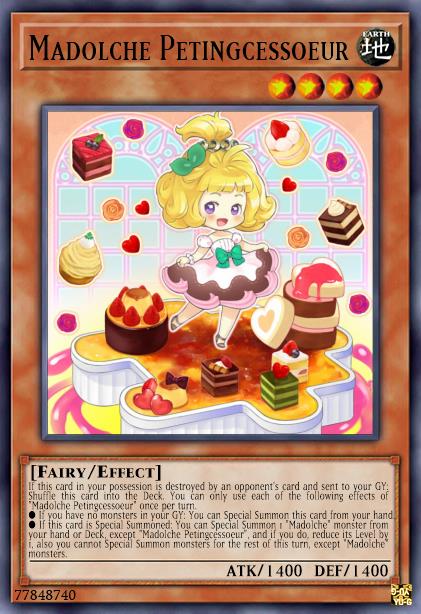 MADOLCHE PETINGCESSOEUR
EARTH
地
[FAIRY/EFFECT]
If this card in your possession is destroyed by an opponent's card and sent to your GY:
Shuffle this card into the Deck. You can only use each of the following effects of
"Madolche Petingcessoeur" once per turn.
● If you have no monsters in your GY: You can Special Summon this card from your hand.
● If this card is Special Summoned: You can Special Summon 1 "Madolche" monster from
your hand or Deck, except "Madolche Petingcessoeur", and if you do, reduce its Level by
1, also you cannot Special Summon monsters for the rest of this turn, except "Madolche"
monsters.
ATK/1400 DEF/1400
77848740